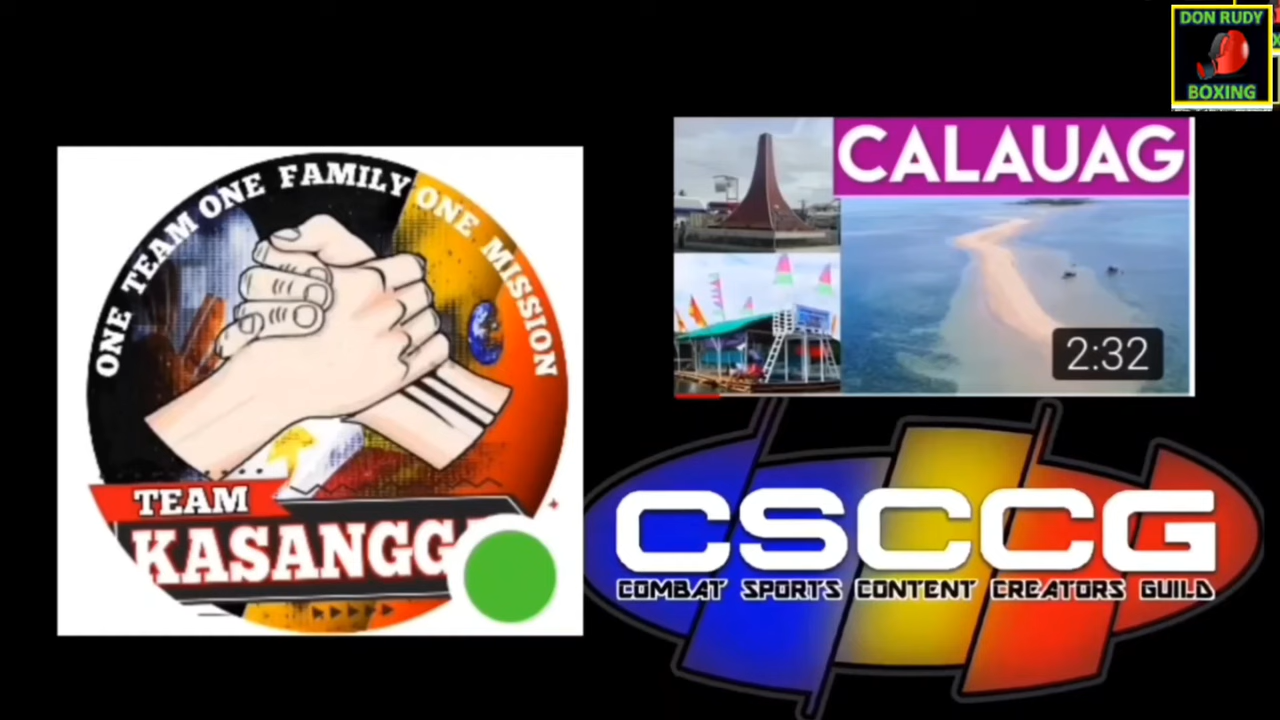 DON RUDY
BOXING
ONE TEAM ONE FAMILY ONE MISSION
TEAM
CALAUAG
2:32
CSCCG
COMBAT SPORTS CONTENT CREATORS GUILD